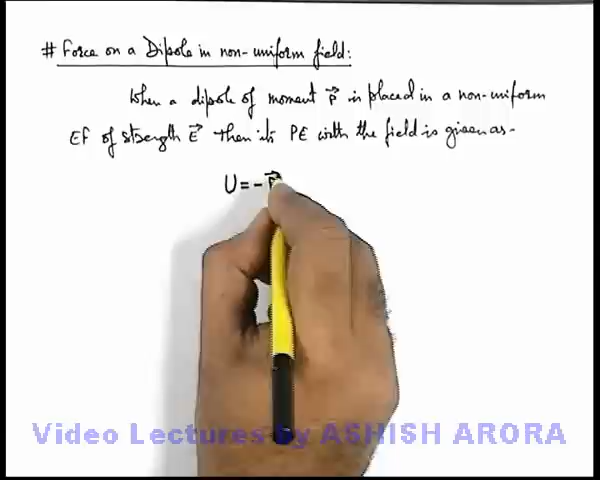 # Force on a Dipole in non-uniform field:
When a dipole of moment p⃗ is placed in a non-uniform
EF of strength E⃗ then its PE with the field is given as-
U = - p⃗
Video Lectures by ASHISH ARORA